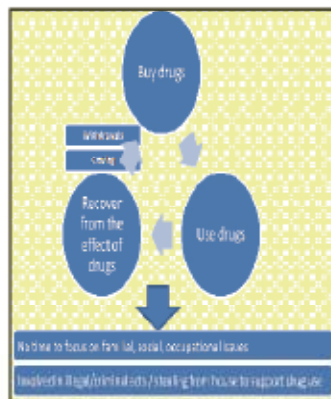 Buy drugs
Withdrawals
Craving
Recover
from the
effect of
drugs
Use drugs
No time to focus on familial, social, occupational issues
Involved in illegal/criminal acts / stealing from house to support drug use